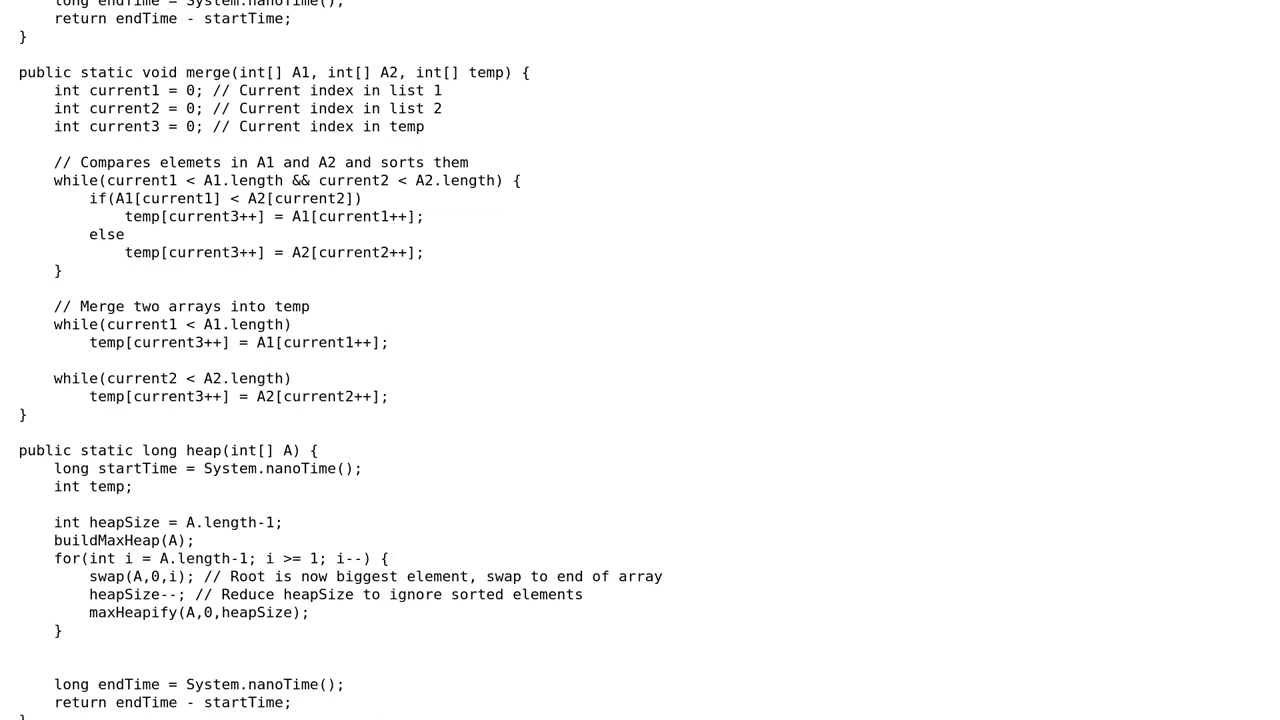 long endTime = System.nanoTime();
    return endTime - startTime;
}

public static void merge(int[] A1, int[] A2, int[] temp) {
    int current1 = 0; // Current index in list 1
    int current2 = 0; // Current index in list 2
    int current3 = 0; // Current index in temp

    // Compares elemets in A1 and A2 and sorts them
    while(current1 < A1.length && current2 < A2.length) {
        if(A1[current1] < A2[current2])
            temp[current3++] = A1[current1++];
        else
            temp[current3++] = A2[current2++];
    }

    // Merge two arrays into temp
    while(current1 < A1.length)
        temp[current3++] = A1[current1++];

    while(current2 < A2.length)
        temp[current3++] = A2[current2++];
}

public static long heap(int[] A) {
    long startTime = System.nanoTime();
    int temp;

    int heapSize = A.length-1;
    buildMaxHeap(A);
    for(int i = A.length-1; i >= 1; i--) {
        swap(A,0,i); // Root is now biggest element, swap to end of array
        heapSize--; // Reduce heapSize to ignore sorted elements
        maxHeapify(A,0,heapSize);
    }


    long endTime = System.nanoTime();
    return endTime - startTime;
}